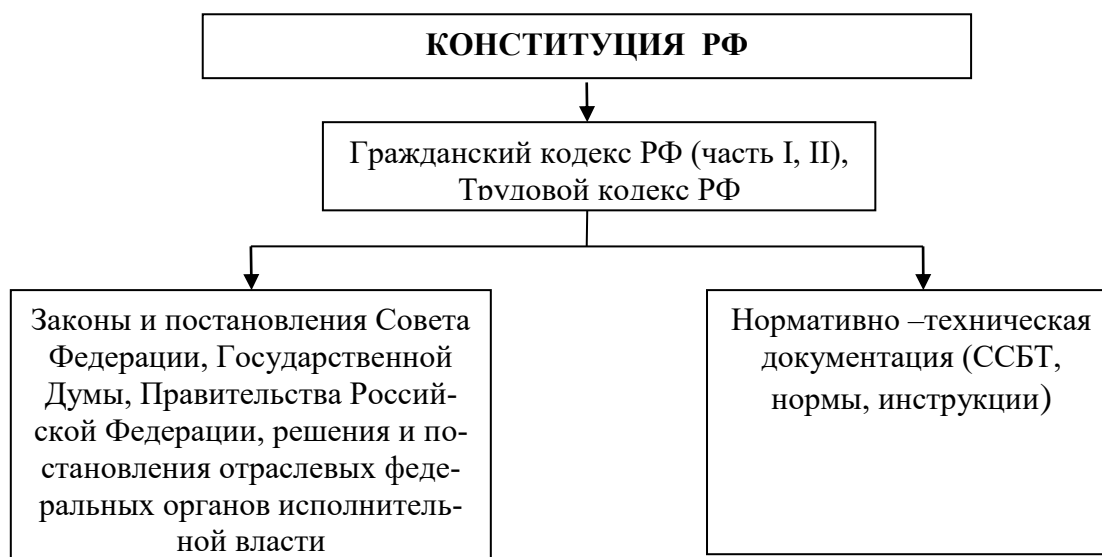 КОНСТИТУЦИЯ РФ
Гражданский кодекс РФ (часть I, II),
Трудовой кодекс РФ
Законы и постановления Совета
Федерации, Государственной
Думы, Правительства Россий-
ской Федерации, решения и по-
становления отраслевых феде-
ральных органов исполнитель-
ной власти
Нормативно –техническая
документация (ССБТ,
нормы, инструкции)